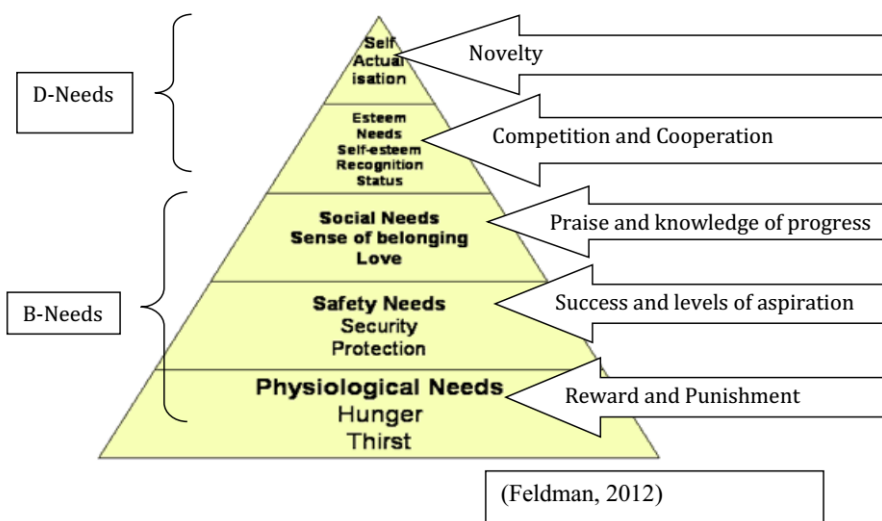 Self
Actual
isation
Novelty
D-Needs
Esteem
Needs
Self-esteem
Recognition
Status
Competition and Cooperation
Social Needs
Sense of belonging
Love
Praise and knowledge of progress
B-Needs
Safety Needs
Security
Protection
Success and levels of aspiration
Physiological Needs
Hunger
Thirst
Reward and Punishment
(Feldman, 2012)